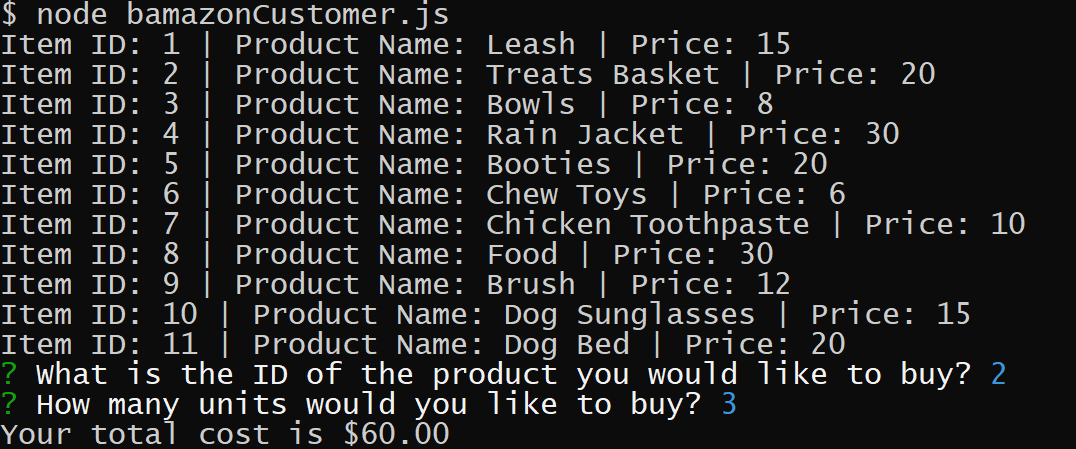 $ node bamazonCustomer.js
Item ID: 1 | Product Name: Leash | Price: 15
Item ID: 2 | Product Name: Treats Basket | Price: 20
Item ID: 3 | Product Name: Bowls | Price: 8
Item ID: 4 | Product Name: Rain Jacket | Price: 30
Item ID: 5 | Product Name: Booties | Price: 20
Item ID: 6 | Product Name: Chew Toys | Price: 6
Item ID: 7 | Product Name: Chicken Toothpaste | Price: 10
Item ID: 8 | Product Name: Food | Price: 30
Item ID: 9 | Product Name: Brush | Price: 12
Item ID: 10 | Product Name: Dog Sunglasses | Price: 15
Item ID: 11 | Product Name: Dog Bed | Price: 20
? What is the ID of the product you would like to buy? 2
? How many units would you like to buy? 3
Your total cost is $60.00